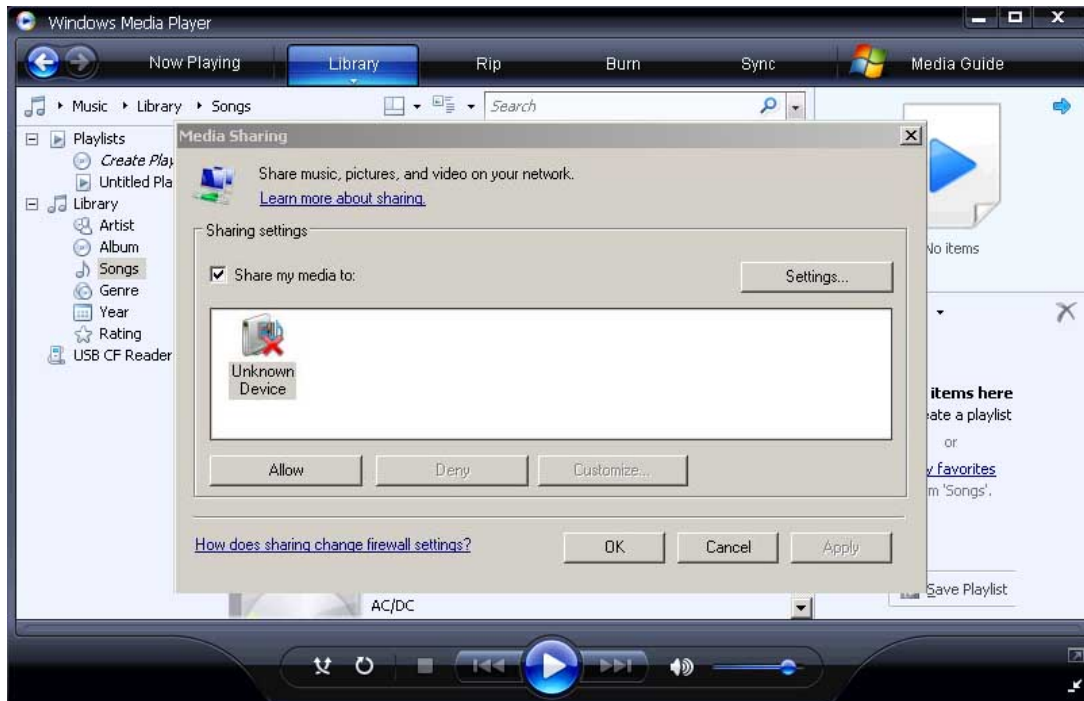 Windows Media Player
Now Playing Library Rip Burn Sync Media Guide
Music Library Songs Search
Playlists
Create Play
Untitled Pla
Library
Artist
Album
Songs
Genre
Year
Rating
USB CF Reader
Media Sharing
Share music, pictures, and video on your network.
Learn more about sharing.
Sharing settings
Share my media to:
Settings...
Unknown
Device
Allow Deny Customize...
How does sharing change firewall settings?
OK Cancel Apply
AC/DC
No items
items here
eate a playlist
or
y favorites
m 'Songs'.
Save Playlist